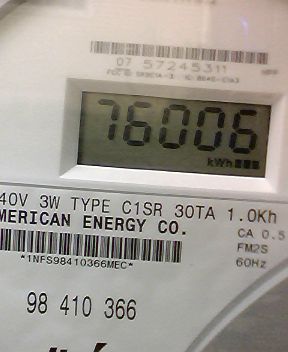 07 57245311
76006
kWh
40V 3W TYPE C1SR 30TA 1.0Kh
MERICAN ENERGY CO.
CA 0.5
FM2S
60Hz
*1NFS98410366MEC*
98 410 366